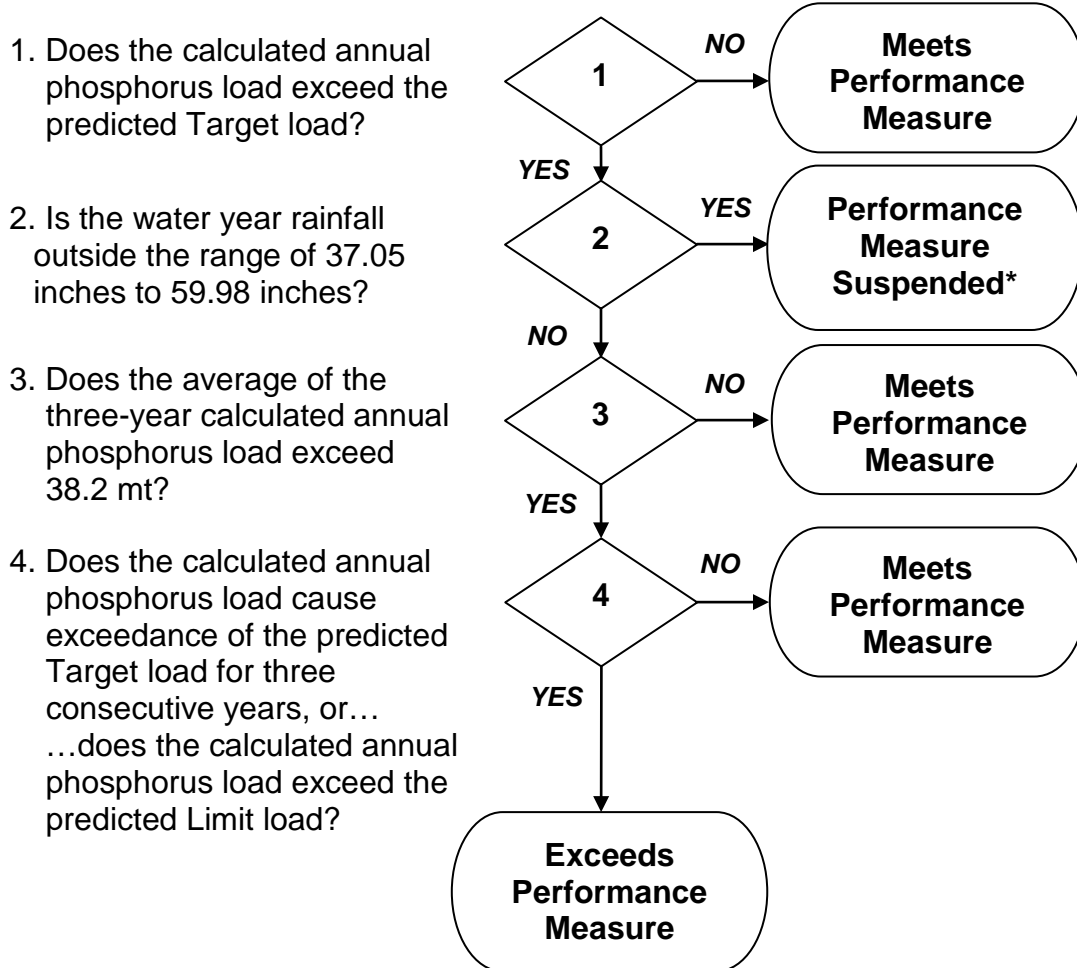 1. Does the calculated annual
phosphorus load exceed the
predicted Target load?
1
NO
Meets
Performance
Measure
YES
2. Is the water year rainfall
outside the range of 37.05
inches to 59.98 inches?
2
YES
Performance
Measure
Suspended*
NO
3. Does the average of the
three-year calculated annual
phosphorus load exceed
38.2 mt?
3
NO
Meets
Performance
Measure
YES
4. Does the calculated annual
phosphorus load cause
exceedance of the predicted
Target load for three
consecutive years, or…
…does the calculated annual
phosphorus load exceed the
predicted Limit load?
4
NO
Meets
Performance
Measure
YES
Exceeds
Performance
Measure